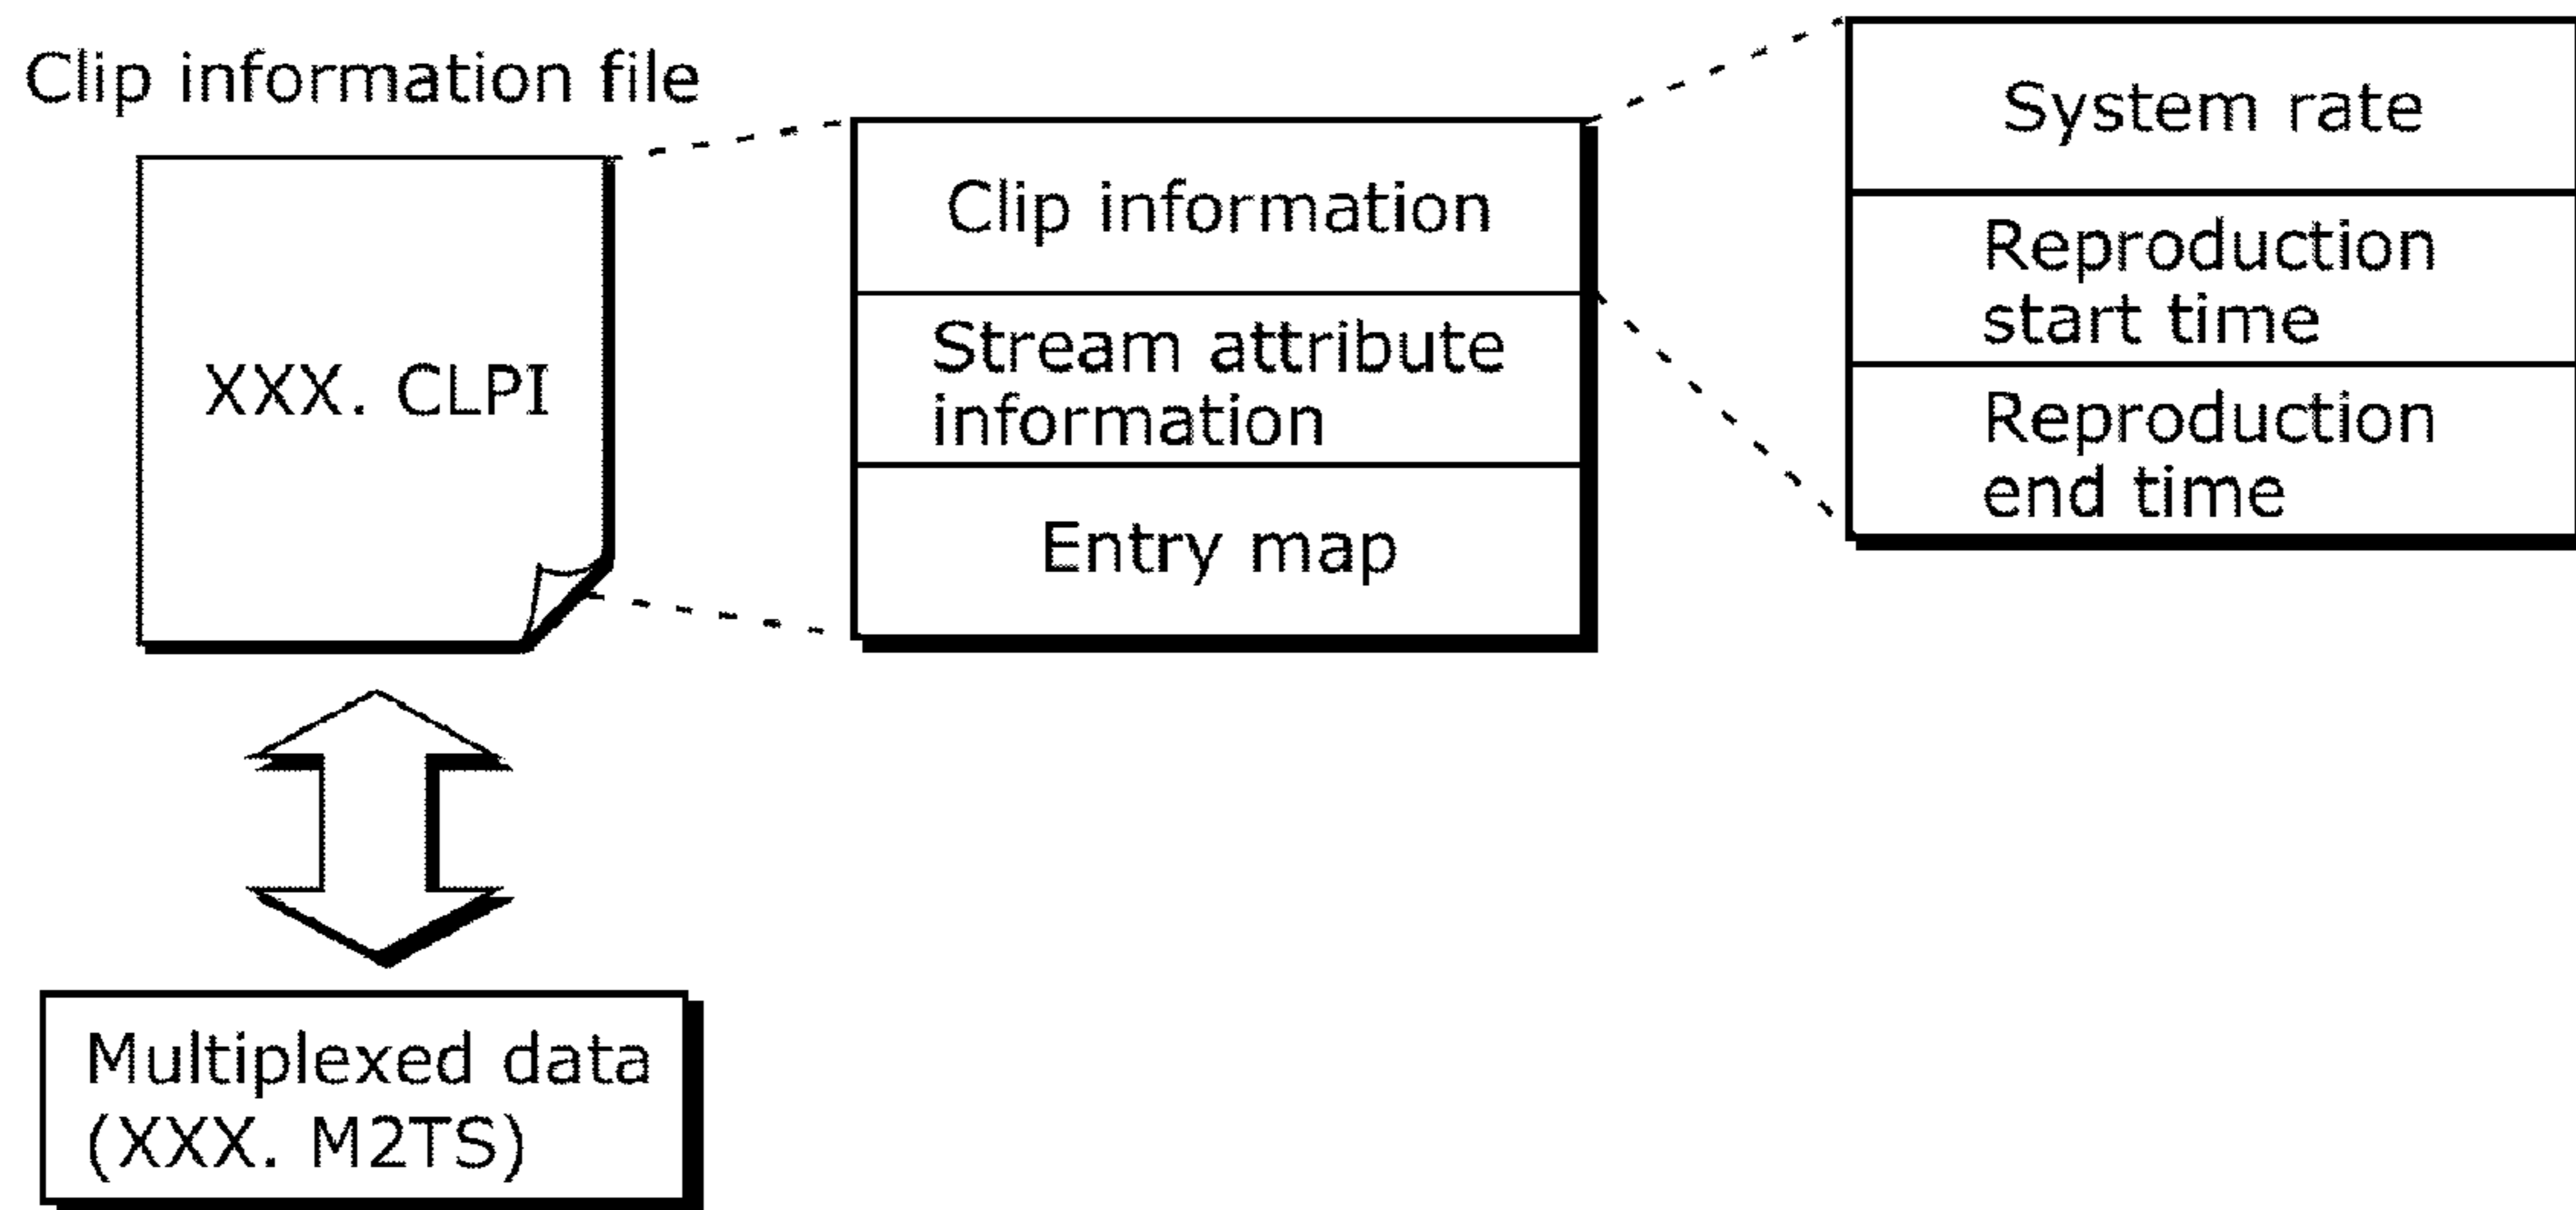 Clip information file
XXX. CLPI
Clip information
Stream attribute
information
Entry map
System rate
Reproduction
start time
Reproduction
end time
Multiplexed data
(XXX. M2TS)